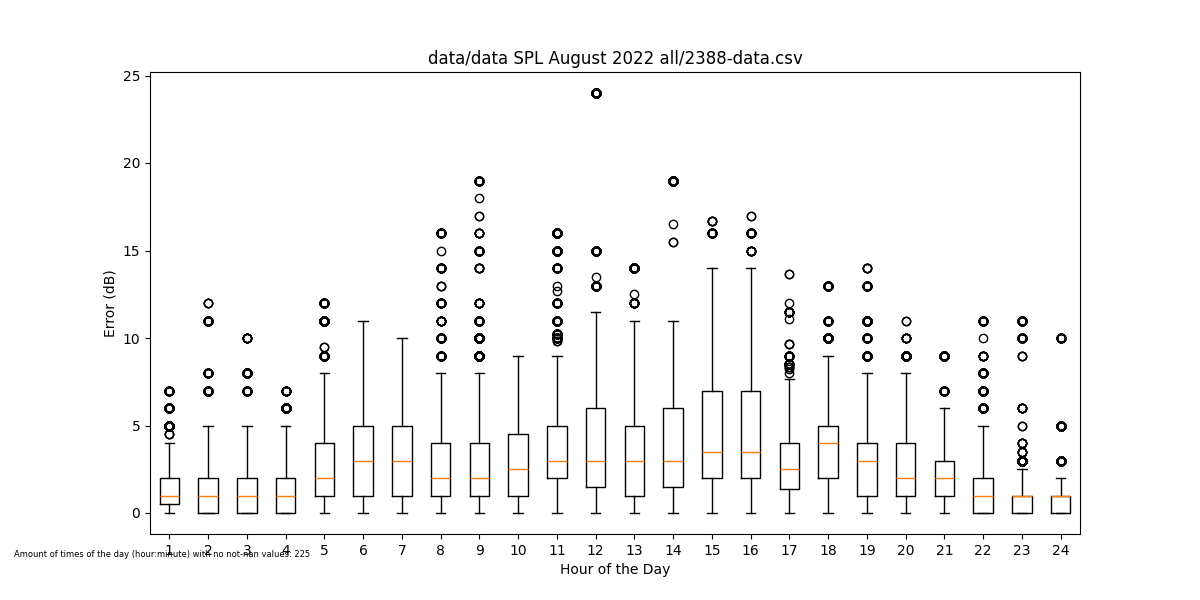 data/data SPL August 2022 all/2388-data.csv
25
20
15
10
5
0
Error (dB)
1 2 3 4 5 6 7 8 9 10 11 12 13 14 15 16 17 18 19 20 21 22 23 24
Amount of times of the day (hour:minute) with no not-nan values: 225
Hour of the Day